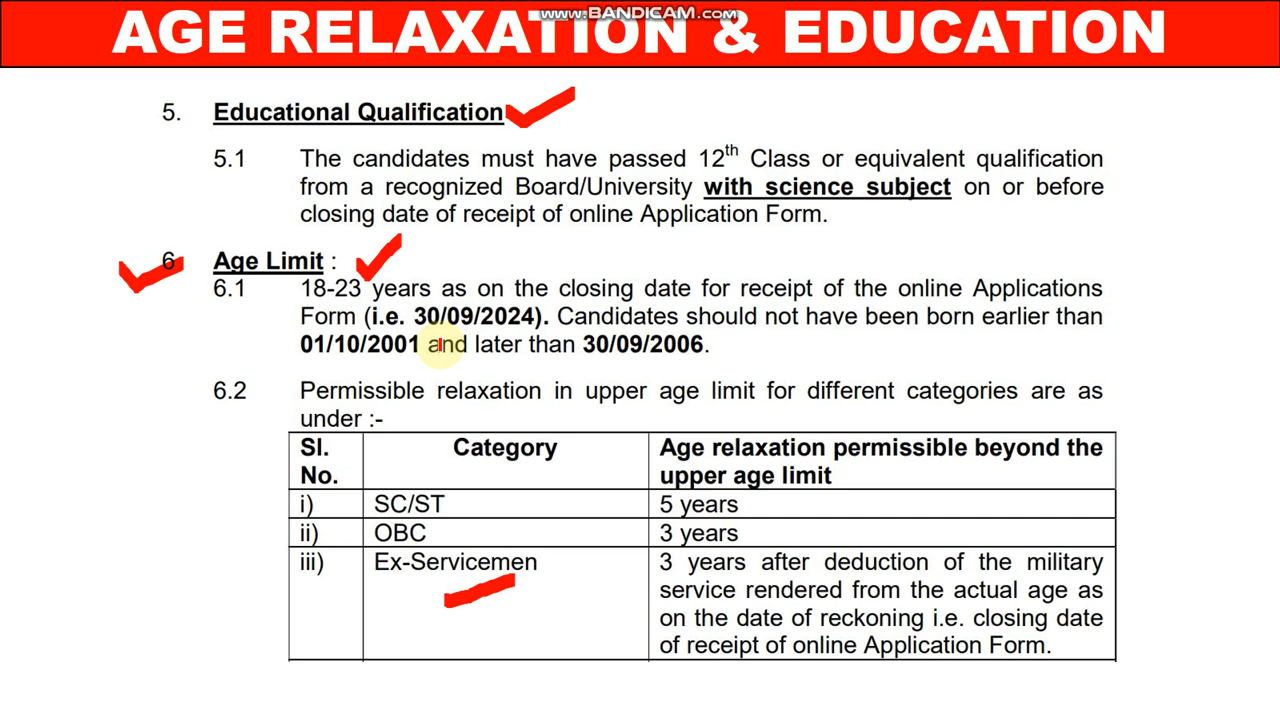 www.BANDICAM.com
AGE RELAXATION & EDUCATION
5. Educational Qualification
5.1 The candidates must have passed 12th Class or equivalent qualification
from a recognized Board/University with science subject on or before
closing date of receipt of online Application Form.
6 Age Limit :
6.1 18-23 years as on the closing date for receipt of the online Applications
Form (i.e. 30/09/2024). Candidates should not have been born earlier than
01/10/2001 and later than 30/09/2006.
6.2 Permissible relaxation in upper age limit for different categories are as
under :-
Sl. Category Age relaxation permissible beyond the
No. upper age limit
i) SC/ST 5 years
ii) OBC 3 years
iii) Ex-Servicemen 3 years after deduction of the military
service rendered from the actual age as
on the date of reckoning i.e. closing date
of receipt of online Application Form.